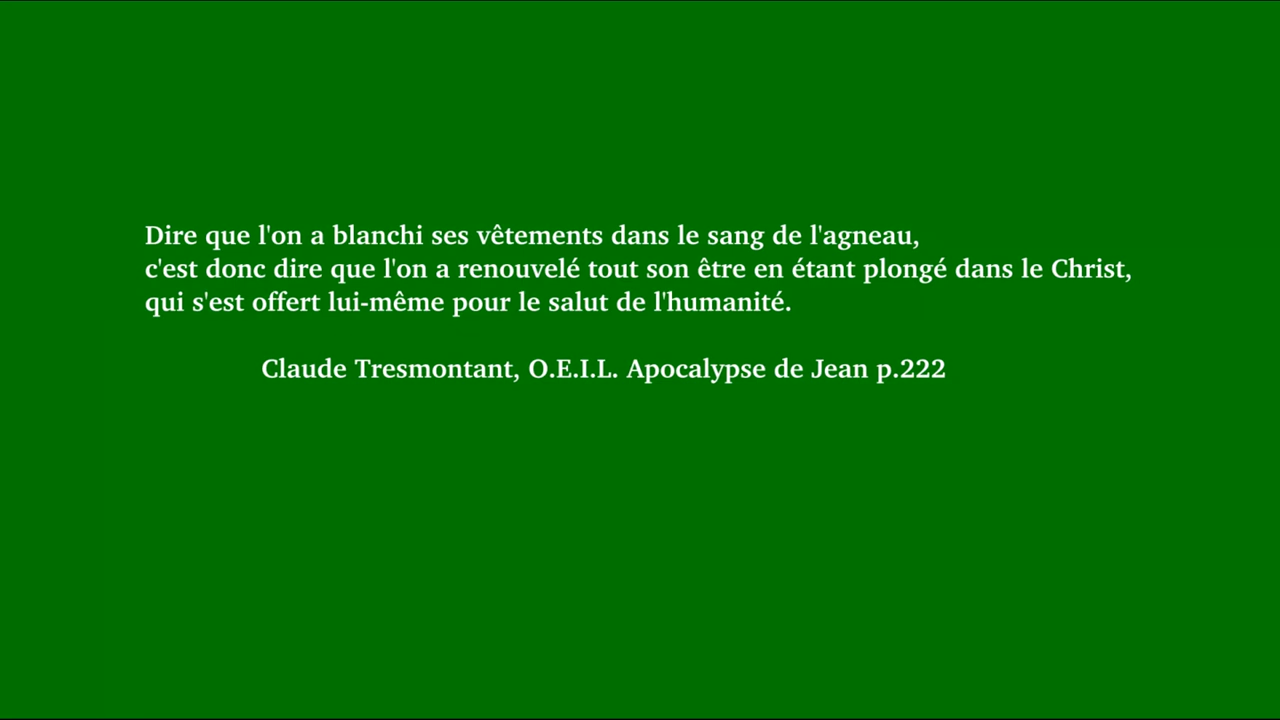 Dire que l'on a blanchi ses vêtements dans le sang de l'agneau,
c'est donc dire que l'on a renouvelé tout son être en étant plongé dans le Christ,
qui s'est offert lui-même pour le salut de l'humanité.
Claude Tresmontant, O.E.I.L. Apocalypse de Jean p.222